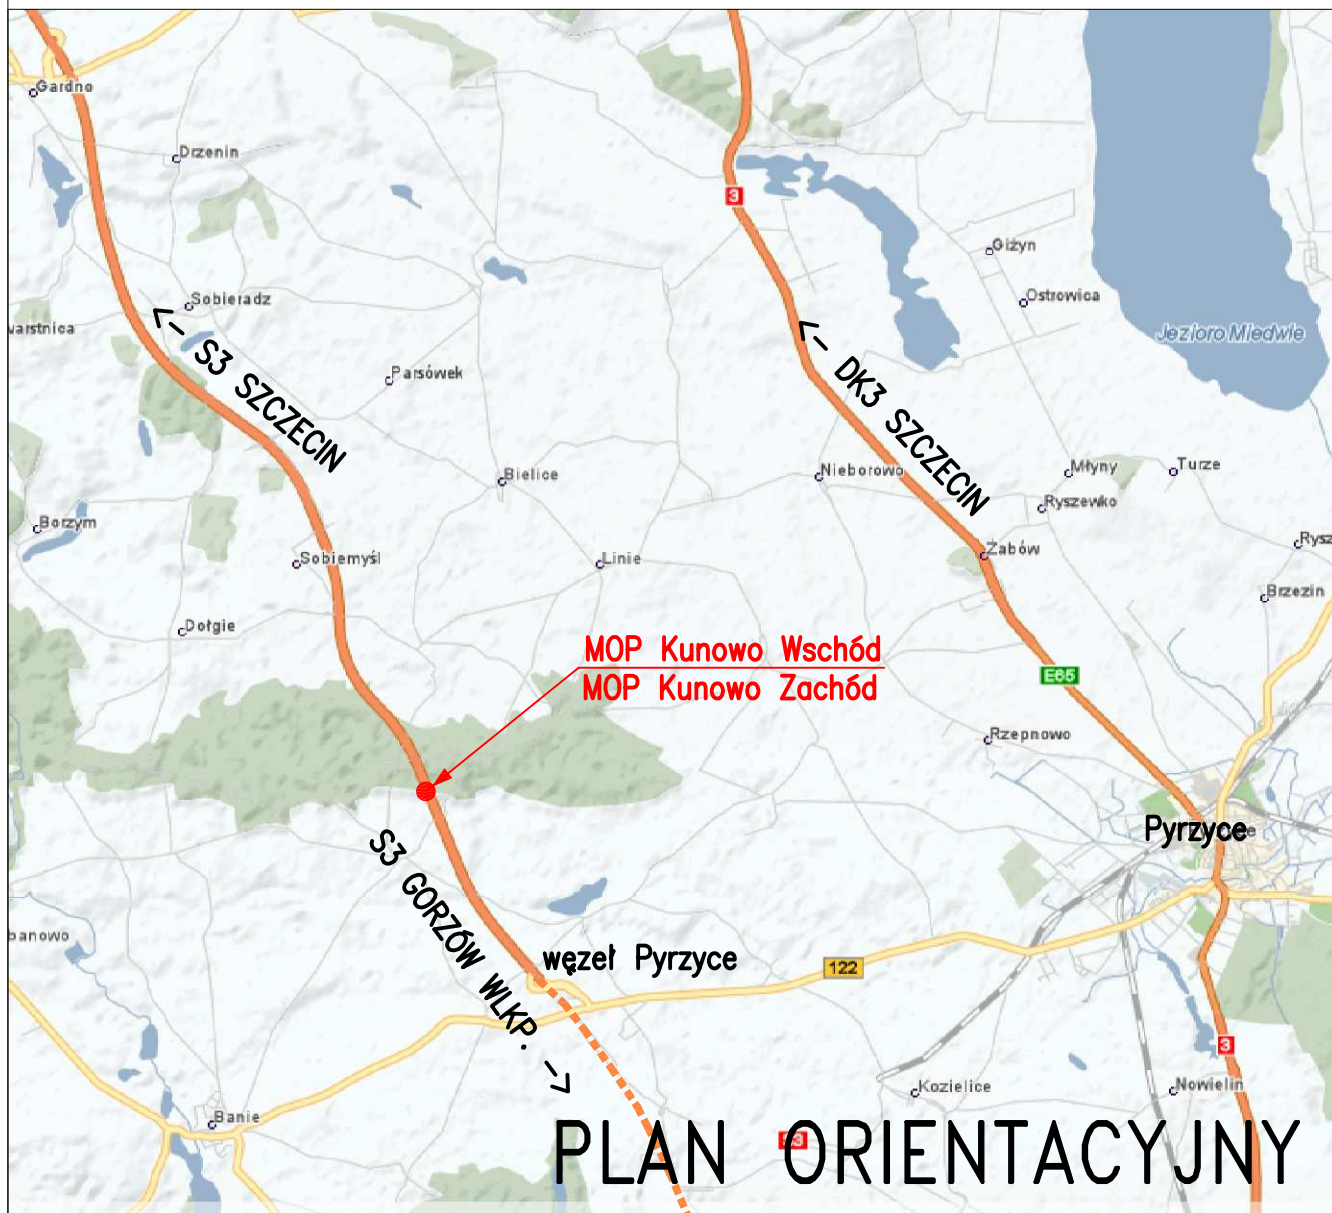 Gardno
Drzenin
3
Giżyn
Sobieradz
Ostrowica
warstnica
Jezioro Miedwie
<- S3 SZCZECIN
<- DK3 SZCZECIN
Parsówek
Bielice
Nieborowo
Młyny
Turze
Ryszewko
Borzym
Żabów
Rysz
Sobiemyśl
Linie
Brzezin
Dołgie
MOP Kunowo Wschód
MOP Kunowo Zachód
E65
Rzepnowo
Pyrzyce
S3 GORZÓW WLKP. ->
banowo
węzeł Pyrzyce
122
3
Kozielice
Nowielin
Banie
PLAN ORIENTACYJNY